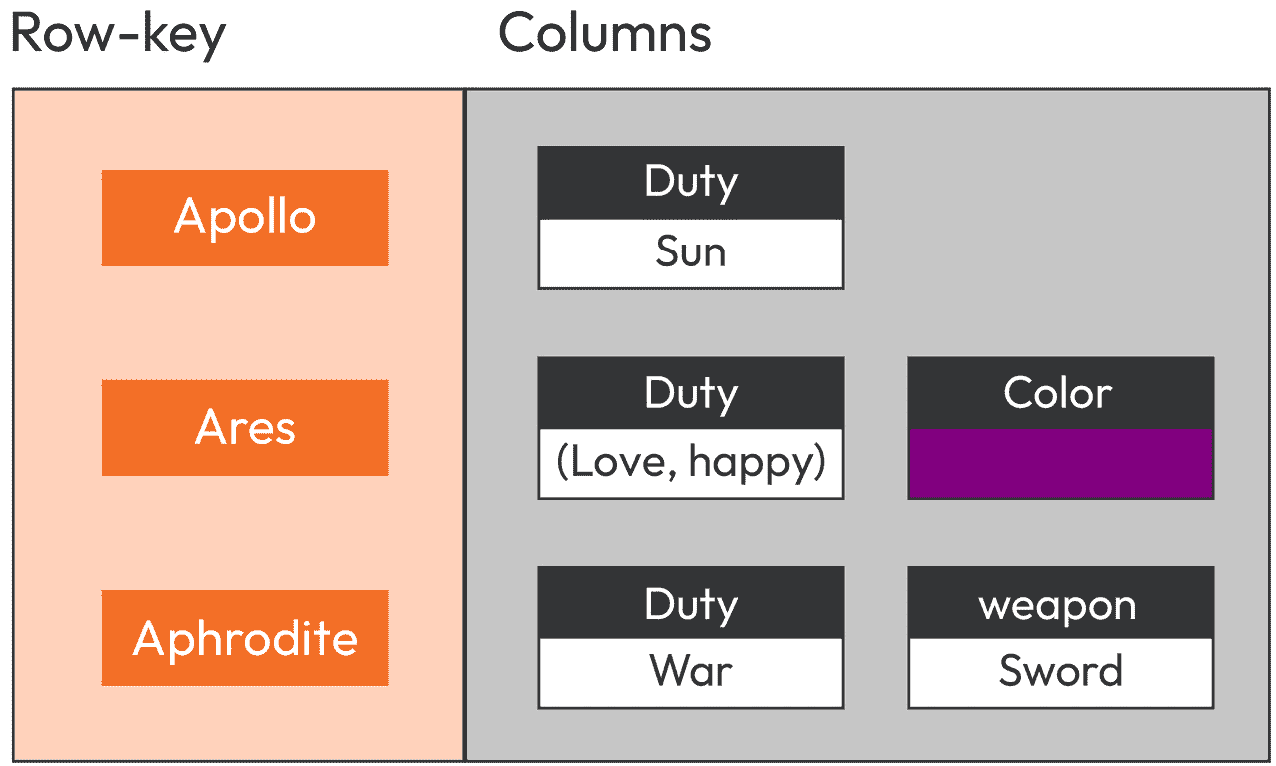 Row-key
Columns
Apollo
Duty
Sun
Ares
Duty
(Love, happy)
Color
Aphrodite
Duty
War
weapon
Sword